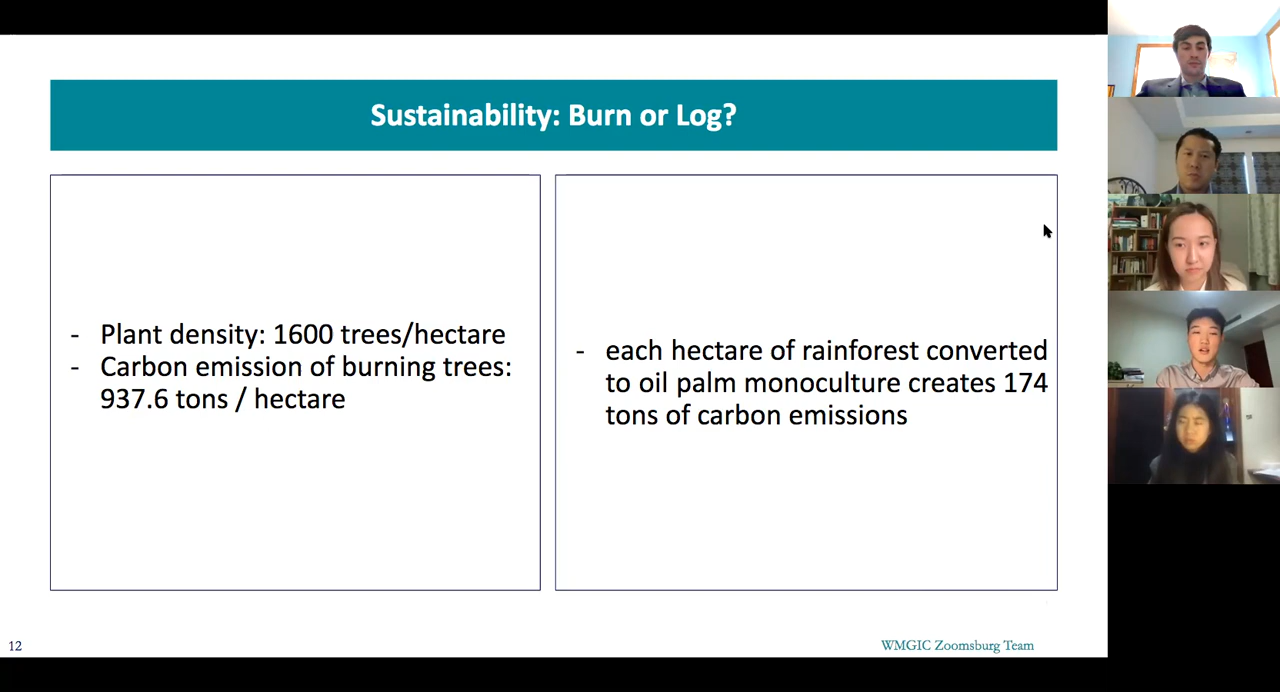 Sustainability: Burn or Log?
- Plant density: 1600 trees/hectare
- Carbon emission of burning trees:
937.6 tons / hectare
- each hectare of rainforest converted
to oil palm monoculture creates 174
tons of carbon emissions
12
WMGIC Zoomsburg Team